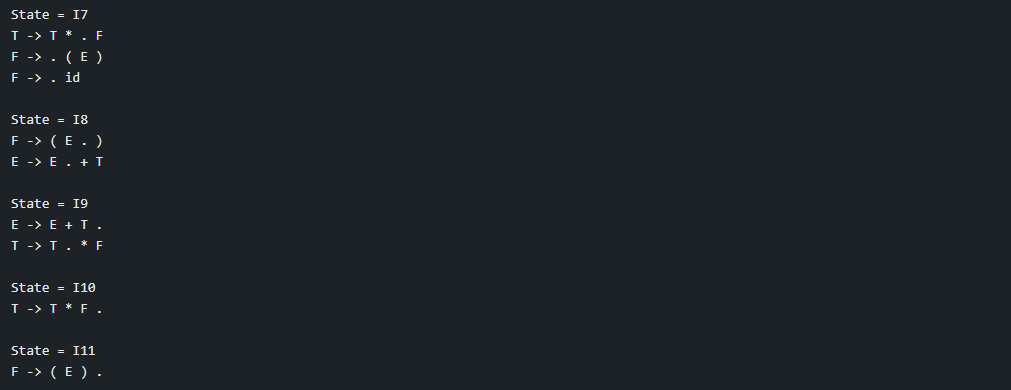 State = I7
T -> T * . F
F -> . ( E )
F -> . id
State = I8
F -> ( E . )
E -> E . + T
State = I9
E -> E + T .
T -> T . * F
State = I10
T -> T * F .
State = I11
F -> ( E ) .